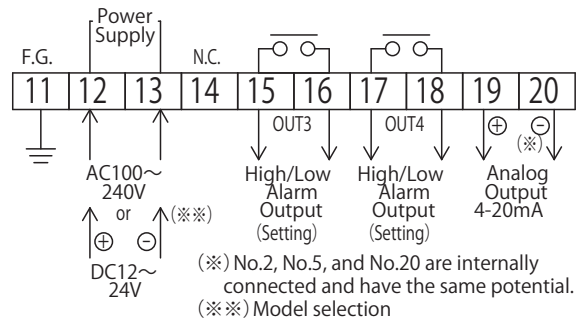 Power
Supply
F.G.
N.C.
11 12 13 14 15 16 17 18 19 20
OUT3
OUT4
⊕ ⊖
(※)
AC100～
240V
or
(※※)
⊕ ⊖
DC12～
24V
High/Low
Alarm
Output
(Setting)
High/Low
Alarm
Output
(Setting)
Analog
Output
4-20mA
(※) No.2, No.5, and No.20 are internally
connected and have the same potential.
(※※) Model selection